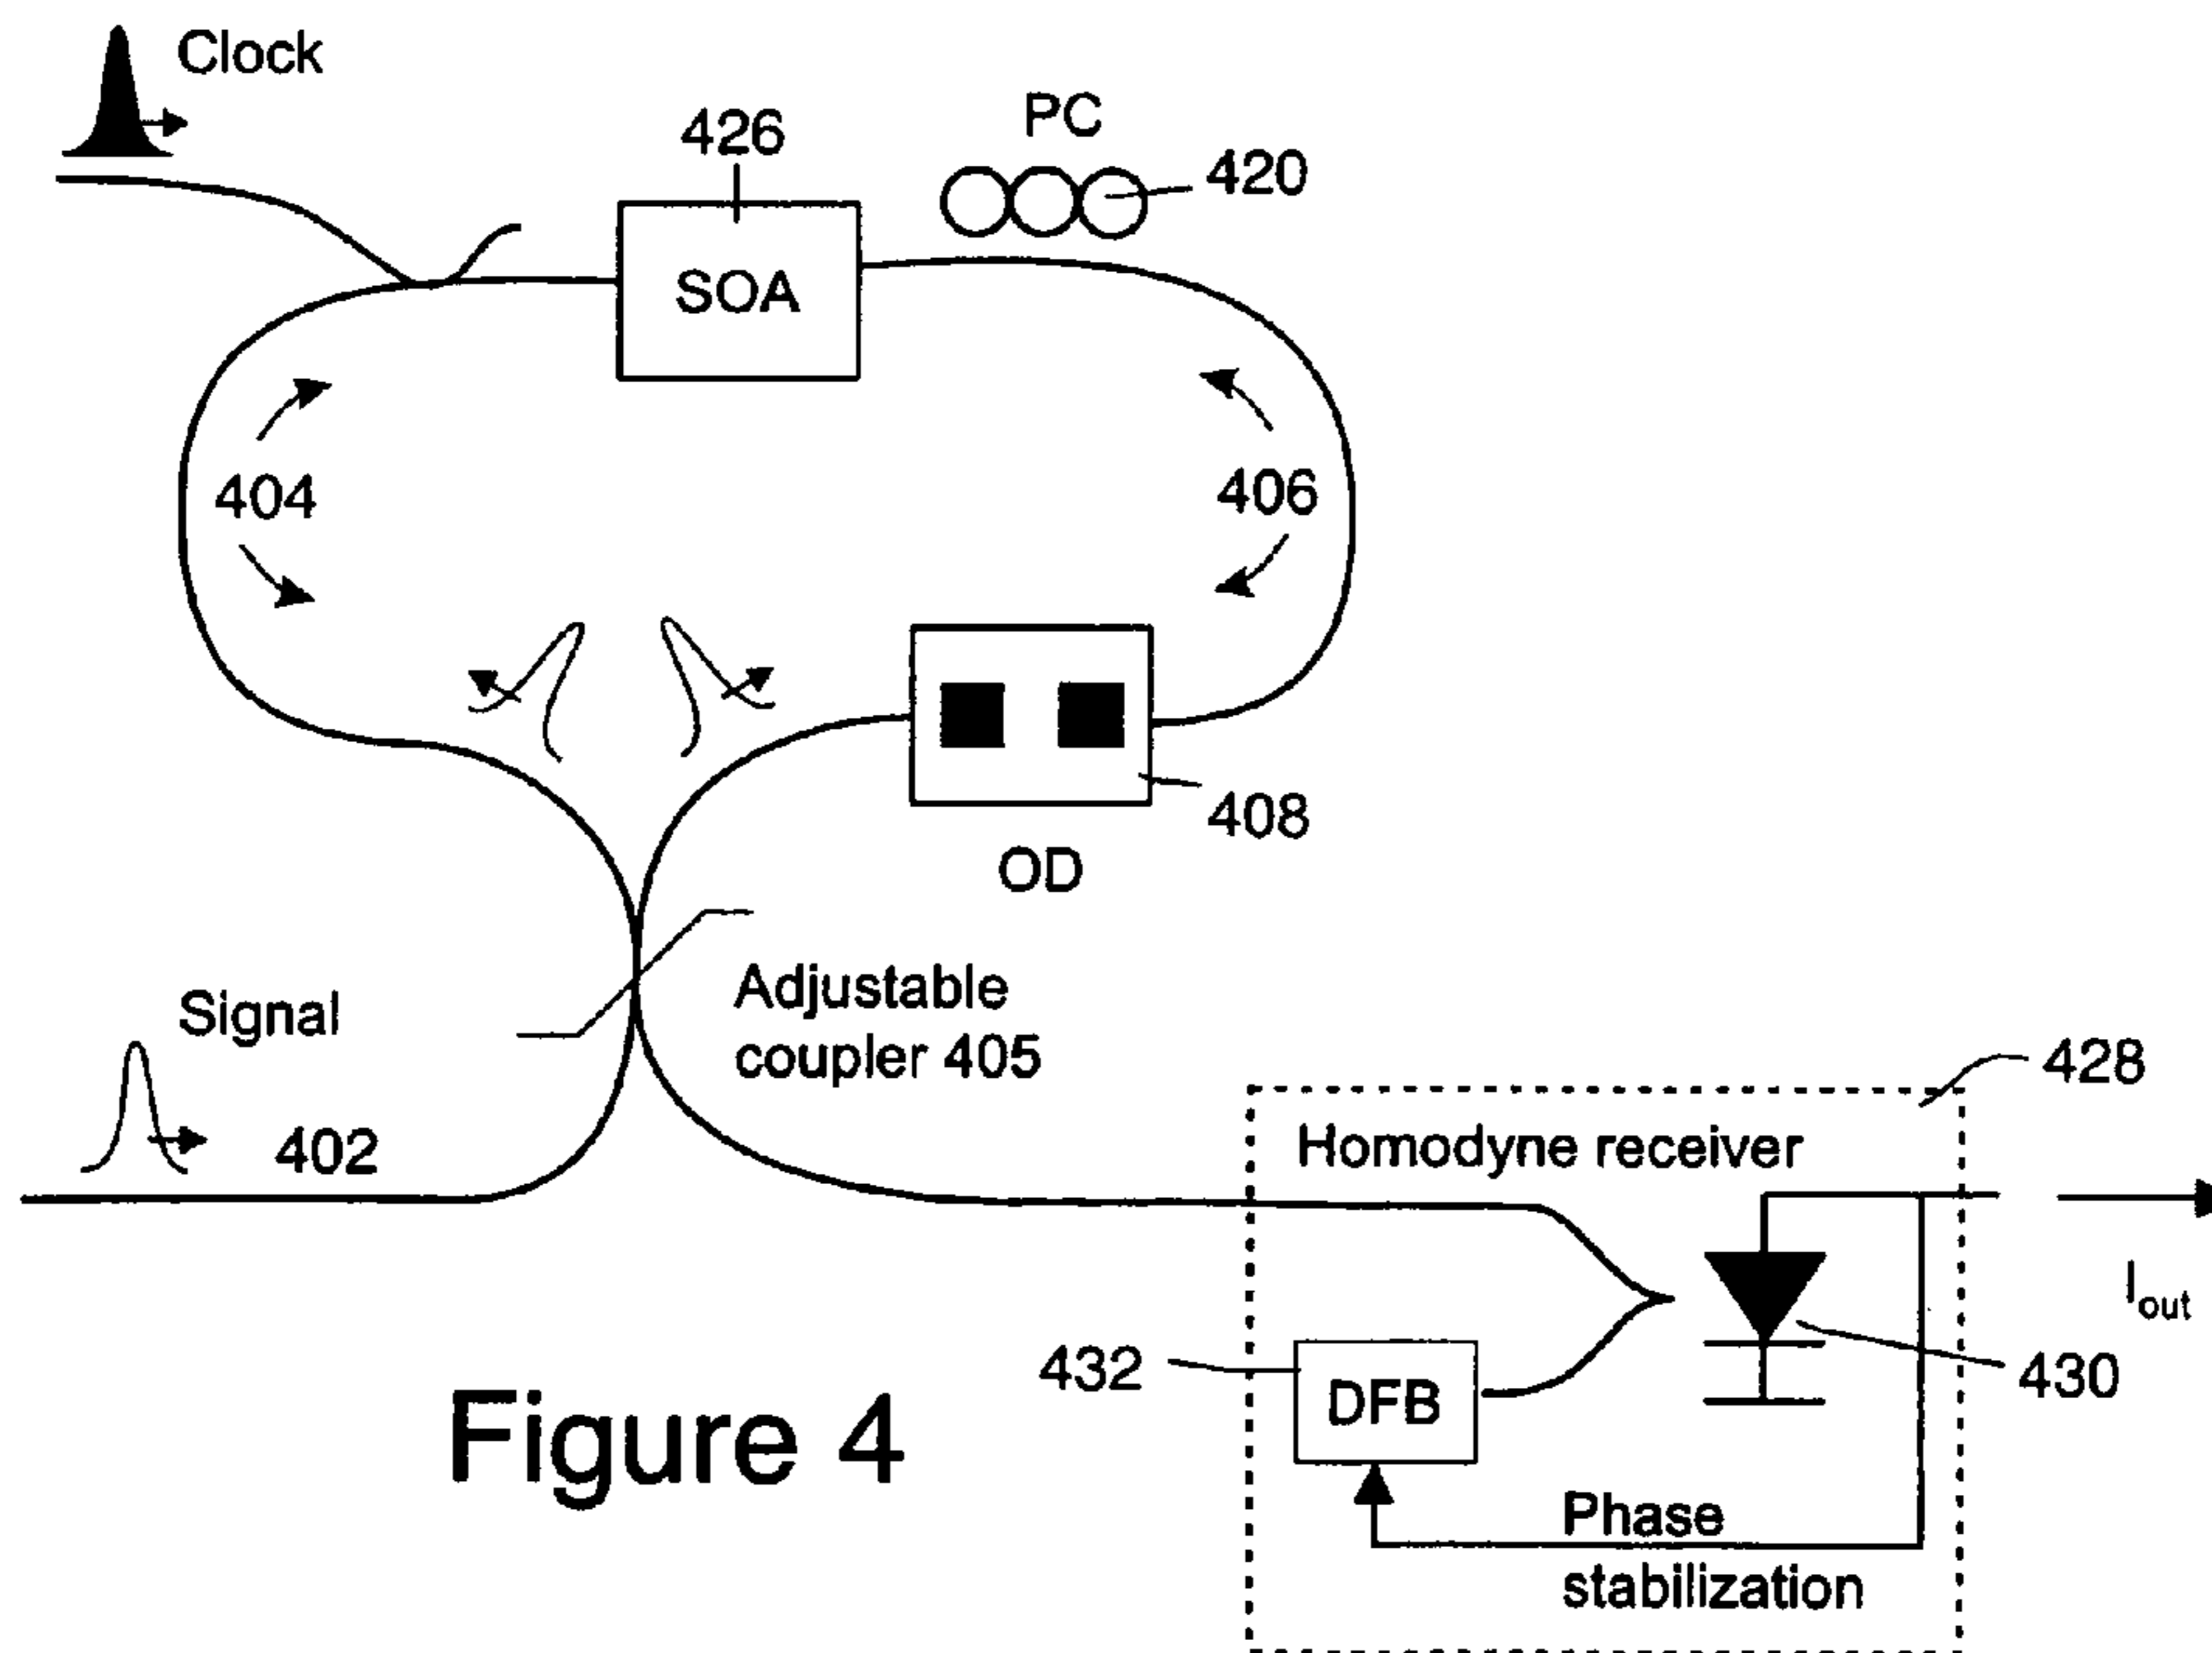 Clock
426
PC
420
SOA
404
406
408
OD
Signal
402
Adjustable
coupler 405
428
Homodyne receiver
Iout
432
DFB
430
Phase
stabilization
Figure 4